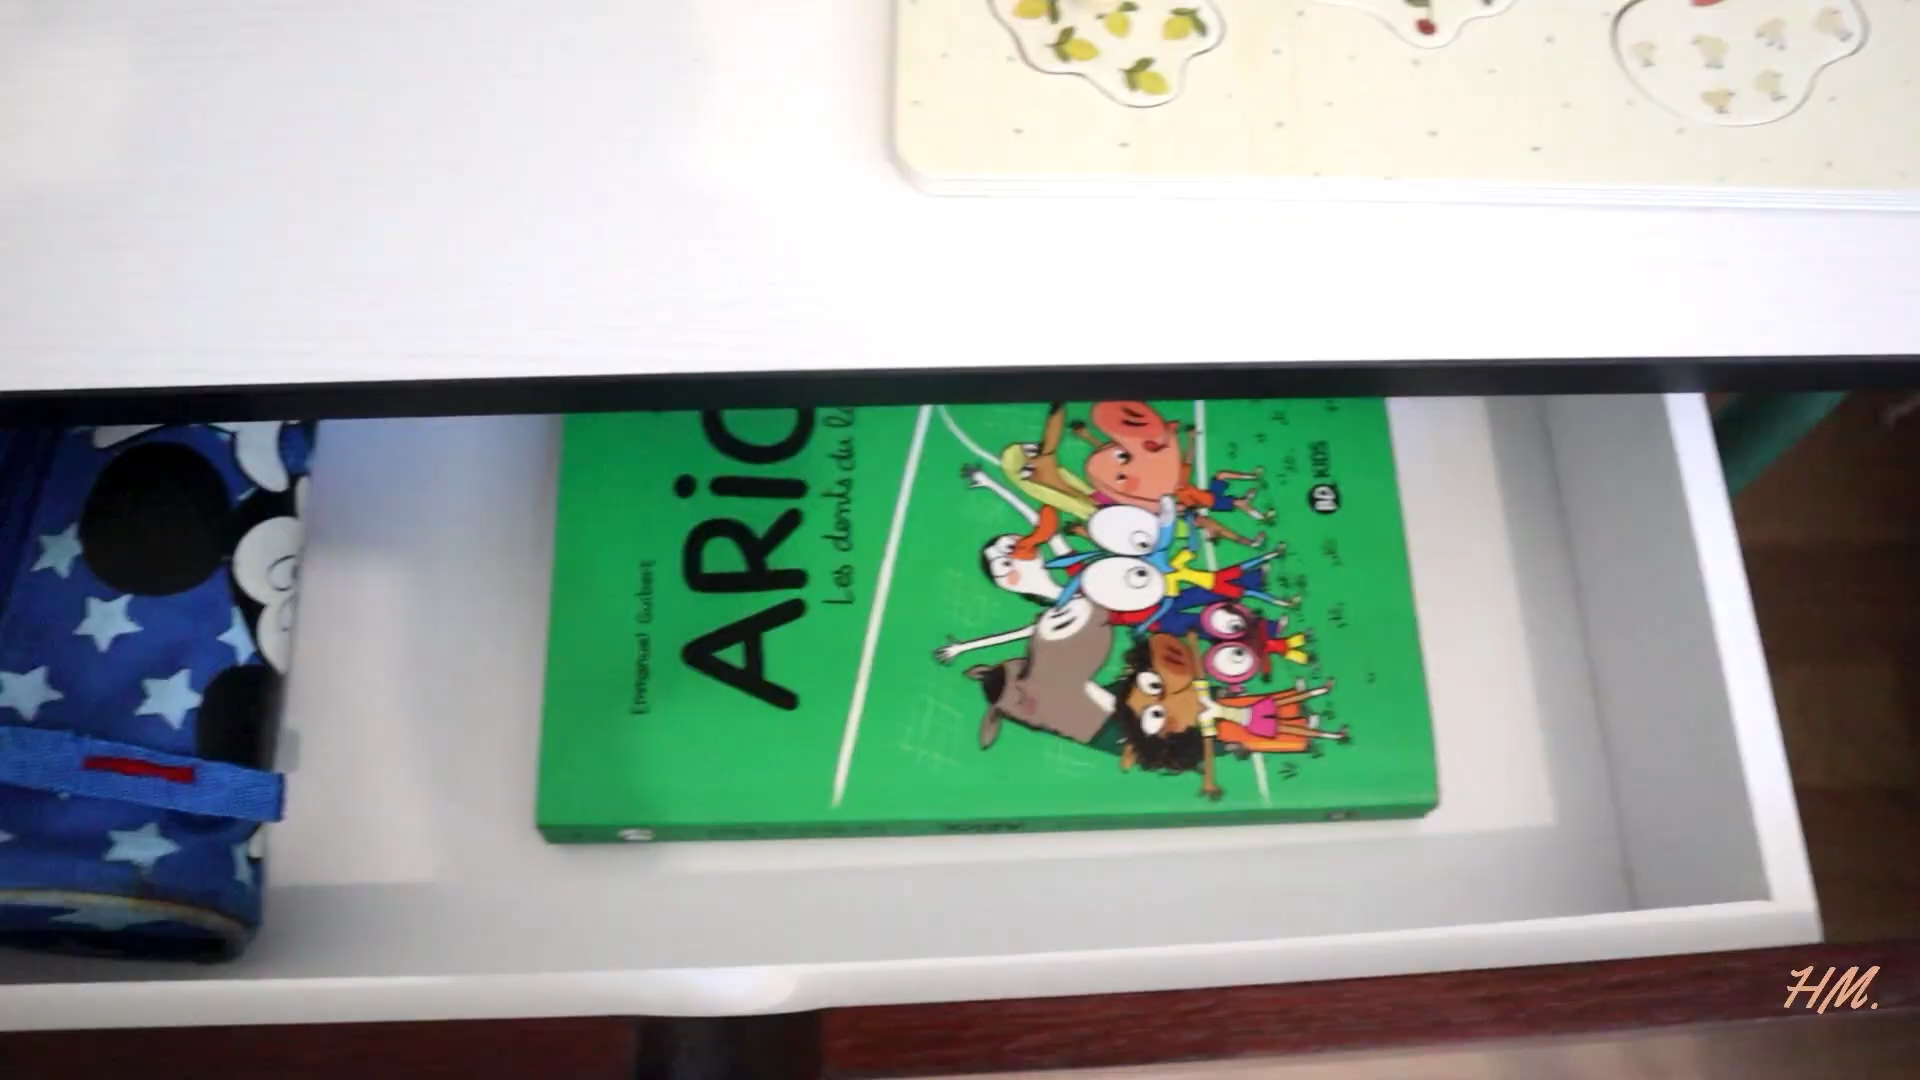 Emmanuel Guibert
ARiO
Les dents du
BD KIDS
HM.